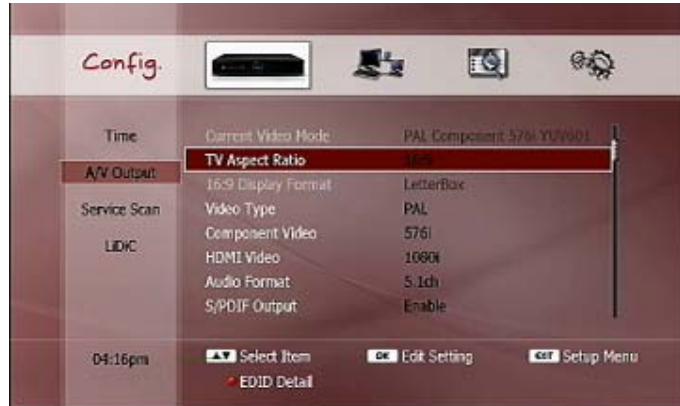 Config.
Time
A/V Output
Service Scan
LiDiC
04:16pm
Current Video Mode PAL Component 576i YUV601
TV Aspect Ratio 16:9
16:9 Display Format LetterBox
Video Type PAL
Component Video 576i
HDMI Video 1080i
Audio Format 5.1ch
S/PDIF Output Enable
▲▼ Select Item OK Edit Setting EXIT Setup Menu
EDID Detail